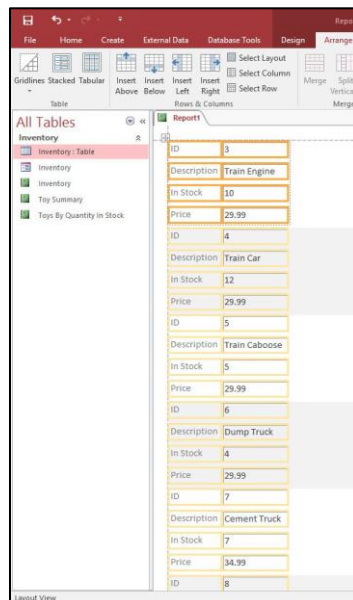 Repo
File Home Create External Data Database Tools Design Arrange
Gridlines Stacked Tabular Insert Above Insert Below Insert Left Insert Right Select Layout Select Column Select Row Merge Split Vertica
Table Rows & Columns Merge
All Tables
Report1
Inventory
Inventory : Table
Inventory
Inventory
Toy Summary
Toys By Quantity In Stock
ID 3
Description Train Engine
In Stock 10
Price 29.99
ID 4
Description Train Car
In Stock 12
Price 29.99
ID 5
Description Train Caboose
In Stock 5
Price 29.99
ID 6
Description Dump Truck
In Stock 4
Price 29.99
ID 7
Description Cement Truck
In Stock 7
Price 34.99
ID 8
Layout View